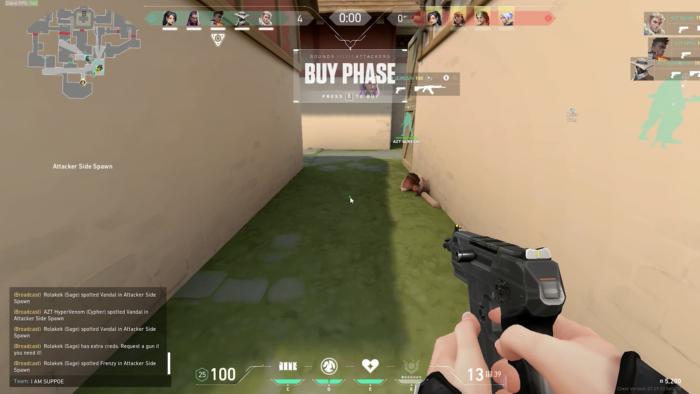 4
0:00
0
BUY PHASE
PRESS B TO BUY
Attacker Side Spawn
(Broadcast) Rolakek (Sage) spotted Vandal in Attacker Side
Spawn
(Broadcast) AZT HyperVenom (Cypher) spotted Vandal in
Attacker Side Spawn
(Broadcast) Rolakek (Sage) spotted Vandal in Attacker Side
Spawn
(Broadcast) Rolakek (Sage) has extra creds. Request a gun if
you need it!
(Broadcast) Rolakek (Sage) spotted Frenzy in Attacker Side
Spawn
Team: I AM SUPPOE
25 100
C Q E X
13 39
5,200